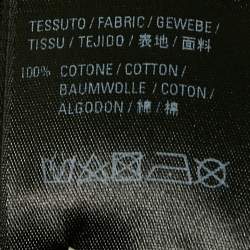 TESSUTO / FABRIC / GEWEBE /
TISSU / TEJIDO / 表地 / 面料
100% COTONE / COTTON /
BAUMWOLLE / COTON /
ALGODON / 綿 / 棉